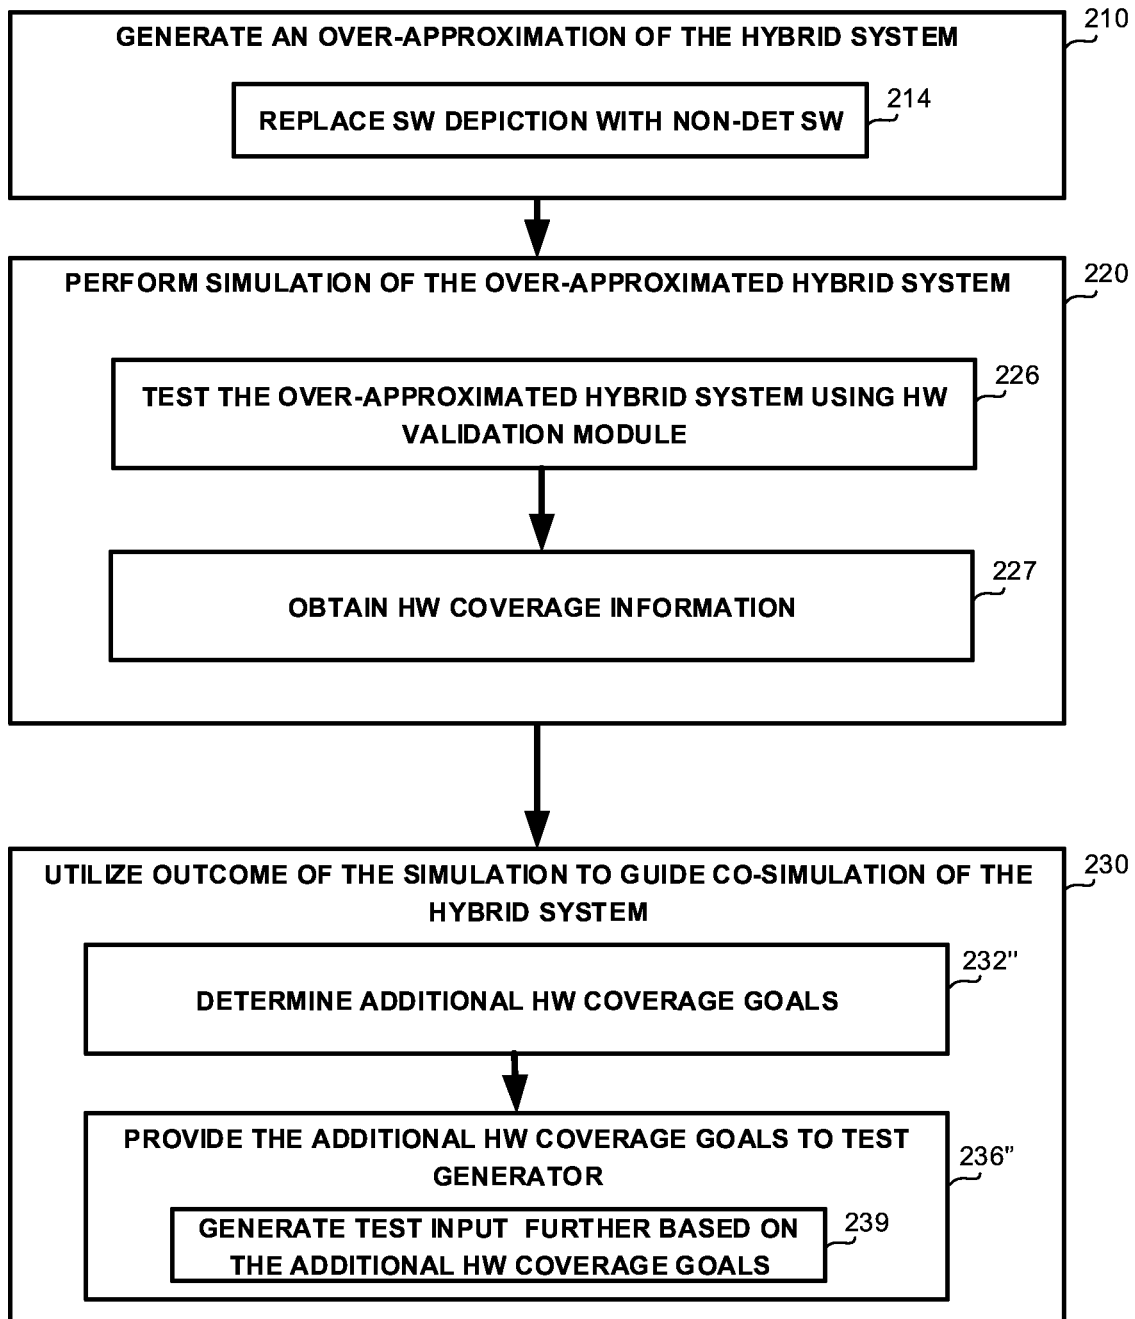 GENERATE AN OVER-APPROXIMATION OF THE HYBRID SYSTEM
210
REPLACE SW DEPICTION WITH NON-DET SW
214
PERFORM SIMULATION OF THE OVER-APPROXIMATED HYBRID SYSTEM
220
TEST THE OVER-APPROXIMATED HYBRID SYSTEM USING HW
VALIDATION MODULE
226
OBTAIN HW COVERAGE INFORMATION
227
UTILIZE OUTCOME OF THE SIMULATION TO GUIDE CO-SIMULATION OF THE
HYBRID SYSTEM
230
DETERMINE ADDITIONAL HW COVERAGE GOALS
232''
PROVIDE THE ADDITIONAL HW COVERAGE GOALS TO TEST
GENERATOR
236"
GENERATE TEST INPUT FURTHER BASED ON
THE ADDITIONAL HW COVERAGE GOALS
239